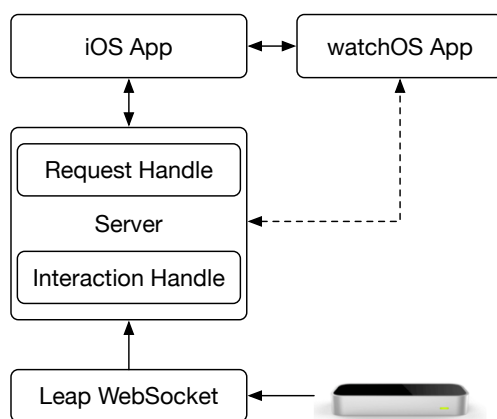 iOS App
watchOS App
Request Handle
Server
Interaction Handle
Leap WebSocket